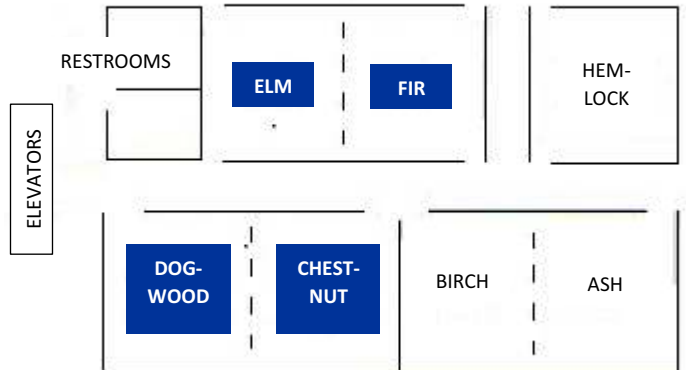 RESTROOMS
ELM
FIR
HEM-
LOCK
ELEVATORS
DOG-
WOOD
CHEST-
NUT
BIRCH
ASH